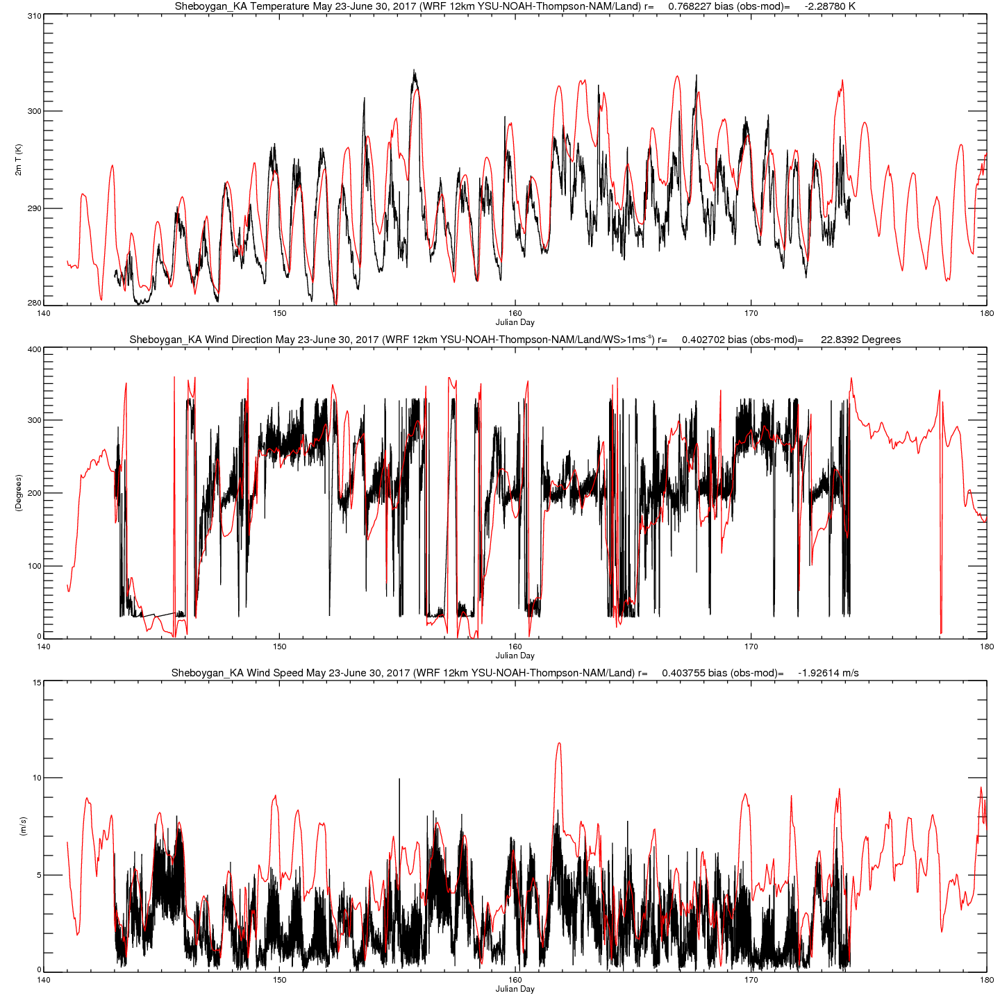 Sheboygan_KA Temperature May 23-June 30, 2017 (WRF 12km YSU-NOAH-Thompson-NAM/Land) r= 0.768227 bias (obs-mod)= -2.28780 K
310
300
290
280
2m T (K)
140 150 160 170 180
Julian Day
Sheboygan_KA Wind Direction May 23-June 30, 2017 (WRF 12km YSU-NOAH-Thompson-NAM/Land/WS>1ms-s) r= 0.402702 bias (obs-mod)= 22.8392 Degrees
400
300
200
100
0
(Degrees)
140 150 160 170 180
Julian Day
Sheboygan_KA Wind Speed May 23-June 30, 2017 (WRF 12km YSU-NOAH-Thompson-NAM/Land) r= 0.403755 bias (obs-mod)= -1.92614 m/s
15
10
5
0
(m/s)
140 150 160 170 180
Julian Day